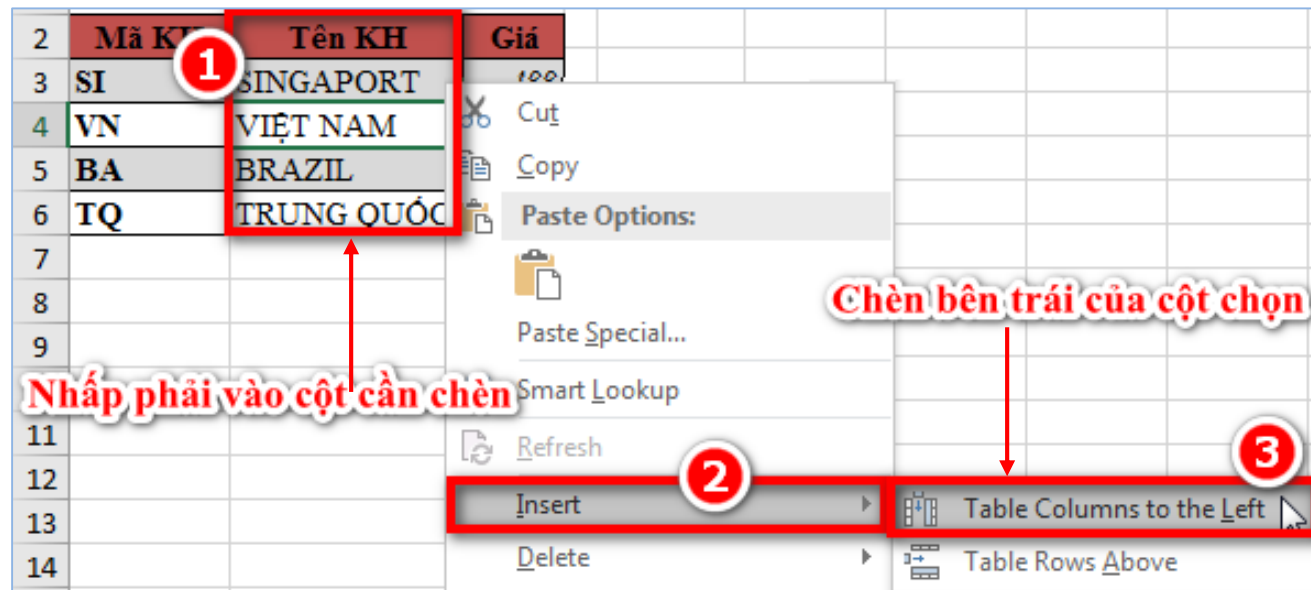 2 Mã KH Tên KH Giá
1
3 SI SINGAPORT
4 VN VIỆT NAM
5 BA BRAZIL
6 TQ TRUNG QUỐC
7
8
9
11
12
13
14
Nhấp phải vào cột cần chèn
Cut
Copy
Paste Options:
Paste Special...
Smart Lookup
Refresh
2
Insert
Delete
Chèn bên trái của cột chọn
3
Table Columns to the Left
Table Rows Above